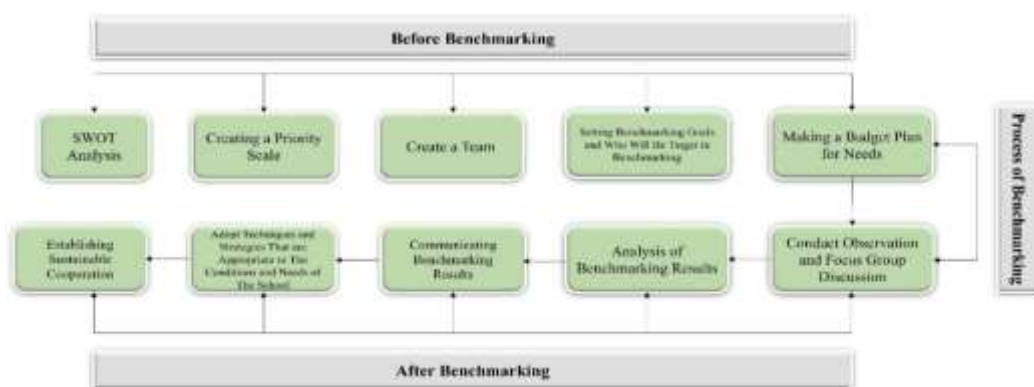 Before Benchmarking
SWOT
Analysis
Creating a Priority
Scale
Create a Team
Setting Benchmarking Goals
and Who Will Be Target in
Benchmarking
Making a Budget Plan
for Needs
Process of Benchmarking
Establishing
Sustainable
Cooperation
Adopt Techniques and
Strategies That are
Appropriate to The
Conditions and Needs of
The School
Communicating
Benchmarking
Results
Analysis of
Benchmarking Results
Conduct Observation
and Focus Group
Discussion
After Benchmarking